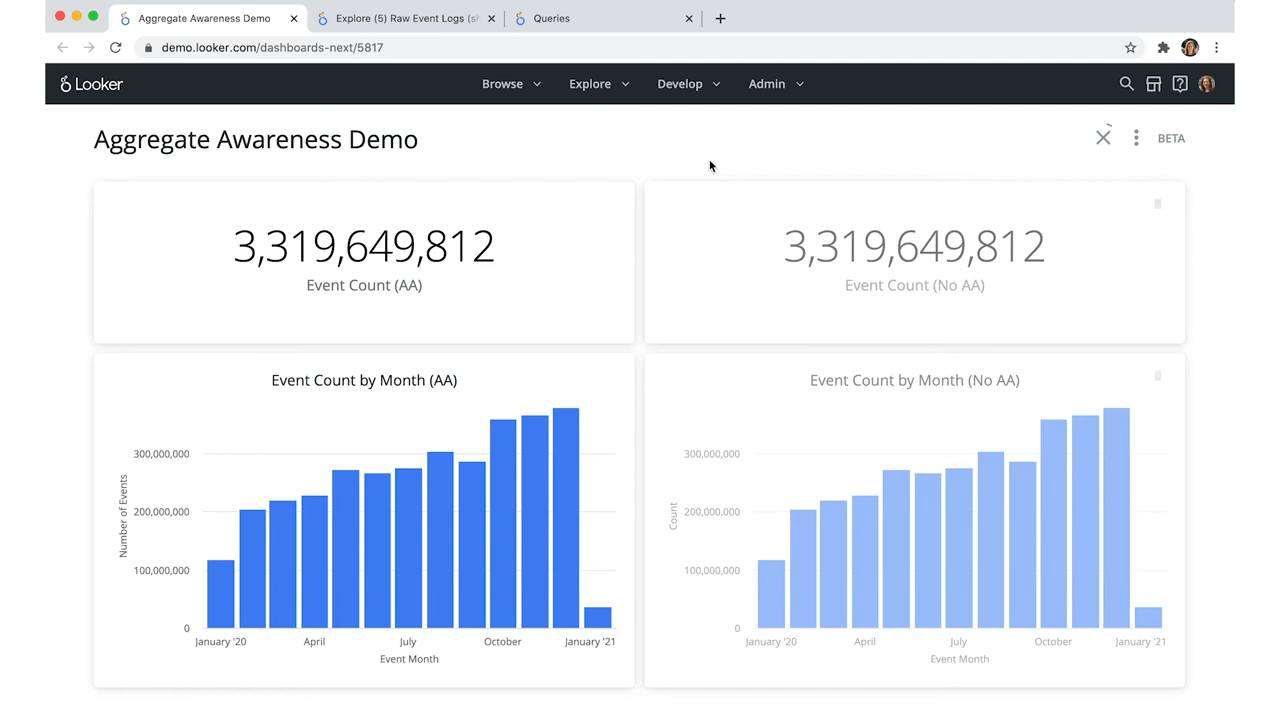 Aggregate Awareness Demo
Explore (5) Raw Event Logs (sh
Queries
demo.looker.com/dashboards-next/5817
Looker
Browse
Explore
Develop
Admin
Aggregate Awareness Demo
BETA
3,319,649,812
Event Count (AA)
3,319,649,812
Event Count (No AA)
Event Count by Month (AA)
Number of Events
300,000,000
200,000,000
100,000,000
0
January '20
April
July
October
January '21
Event Month
Event Count by Month (No AA)
Count
300,000,000
200,000,000
100,000,000
0
January '20
April
July
October
January '21
Event Month